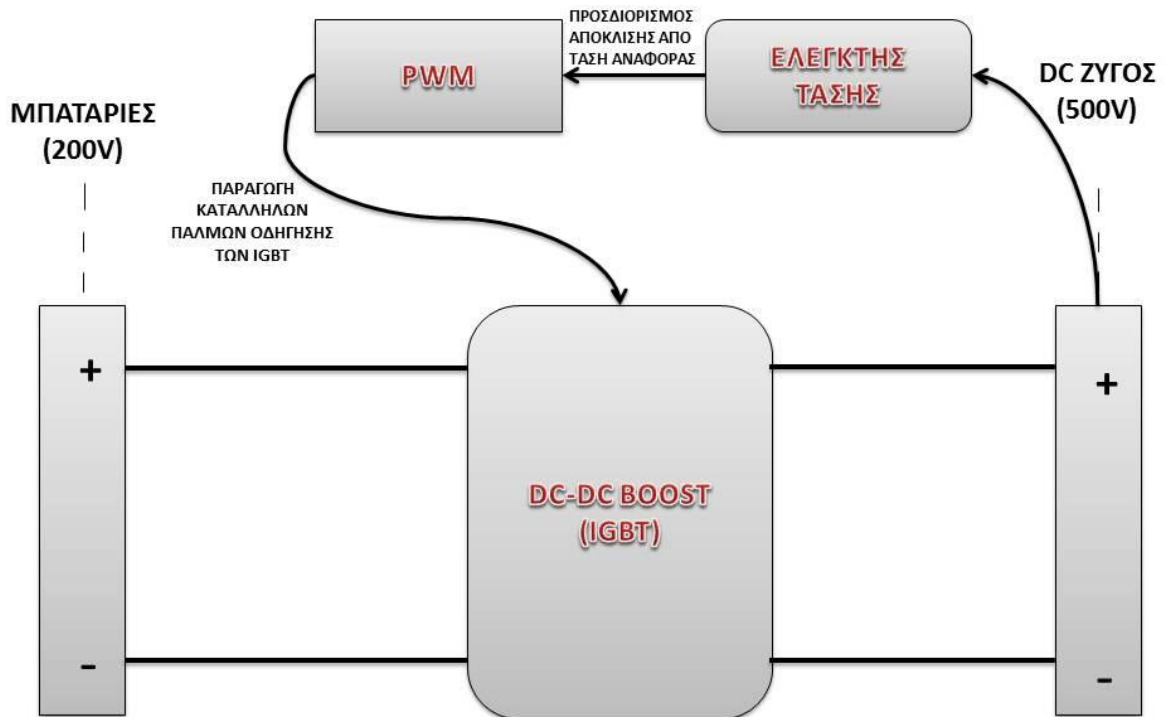 ΠΡΟΣΔΙΟΡΙΣΜΟΣ
ΑΠΟΚΛΙΣΗΣ ΑΠΟ
ΤΑΣΗ ΑΝΑΦΟΡΑΣ
PWM
ΕΛΕΓΚΤΗΣ
ΤΑΣΗΣ
DC ΖΥΓΟΣ
(500V)
ΜΠΑΤΑΡΙΕΣ
(200V)
ΠΑΡΑΓΩΓΗ
ΚΑΤΑΛΛΗΛΩΝ
ΠΑΛΜΩΝ ΟΔΗΓΗΣΗΣ
ΤΩΝ IGBT
+
+
DC-DC BOOST
(IGBT)
-
-